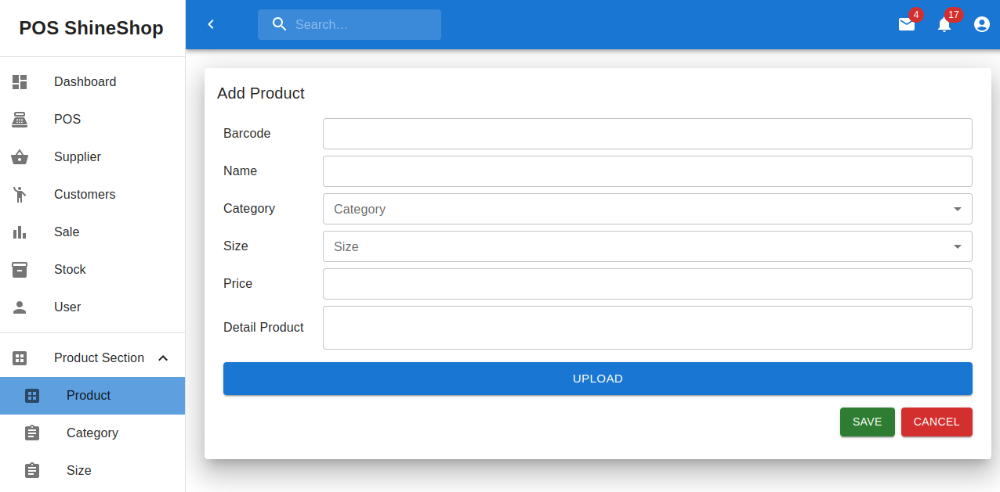 POS ShineShop
Search…
4
17
Dashboard
POS
Supplier
Customers
Sale
Stock
User
Product Section
Product
Category
Size
Add Product
Barcode
Name
Category
Category
Size
Size
Price
Detail Product
UPLOAD
SAVE
CANCEL